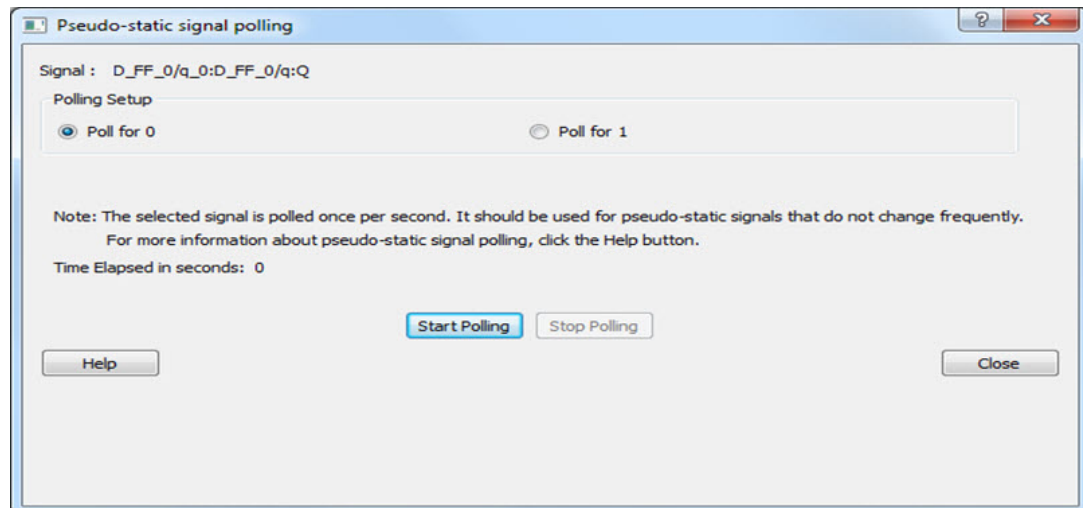 Pseudo-static signal polling
Signal : D_FF_0/q_0:D_FF_0/q:Q
Polling Setup
Poll for 0 Poll for 1
Note: The selected signal is polled once per second. It should be used for pseudo-static signals that do not change frequently.
For more information about pseudo-static signal polling, click the Help button.
Time Elapsed in seconds: 0
Start Polling Stop Polling
Help Close